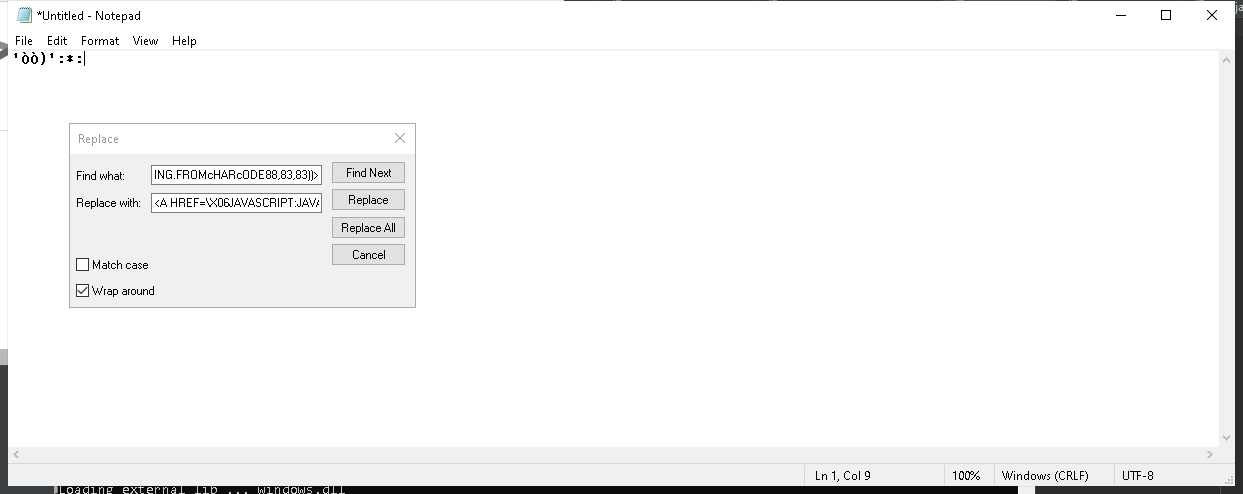 *Untitled - Notepad
File Edit Format View Help
'òò)':*:
Replace
Find what: ING.FROMcHARcODE88,83,83))> Find Next
Replace with: <A HREF=\X06JAVASCRIPT:JAVA Replace
Replace All
Cancel
Match case
Wrap around
Ln 1, Col 9 100% Windows (CRLF) UTF-8
Loading external lib ... windows.dll